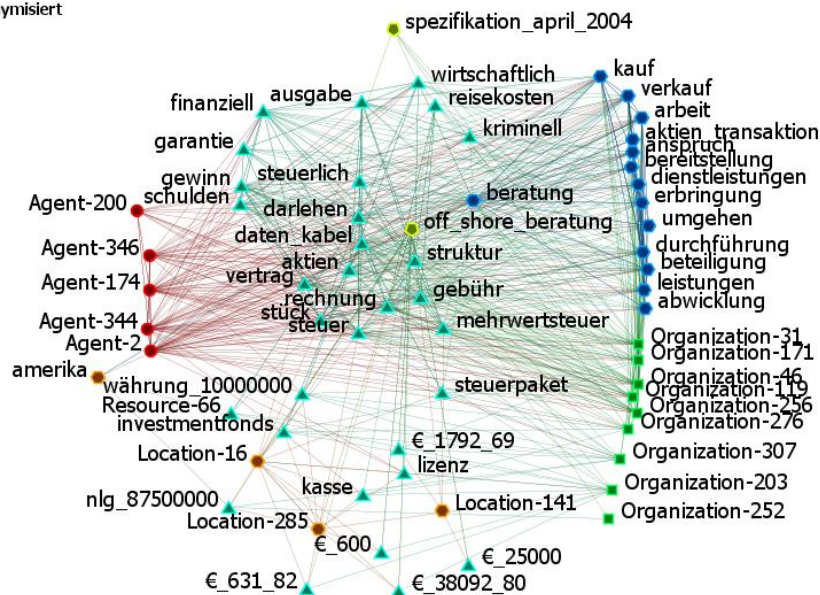 ymisiert
spezifikation_april_2004
wirtschaftlich
kauf
finanziell
ausgabe
reisekosten
verkauf
arbeit
kriminell
aktien_transaktion
garantie
anspruch
bereitstellung
gewinn
steuerlich
dienstleistungen
schulden
beratung
erbringung
Agent-200
darlehen
off_shore_beratung
umgehen
Agent-346
daten_kabel
struktur
durchführung
aktien
beteiligung
Agent-174
vertrag
gebühr
leistungen
rechnung
abwicklung
stück
Agent-344
steuer
mehrwertsteuer
Organization-31
Agent-2
Organization-171
amerika
Organization-46
währung_10000000
steuerpaket
Organization-119
Resource-66
Organization-256
investmentfonds
Organization-276
€_1792_69
Location-16
lizenz
Organization-307
kasse
Organization-203
nlg_87500000
Location-141
Location-285
Organization-252
€_600
€_25000
€_631_82
€_38092_80